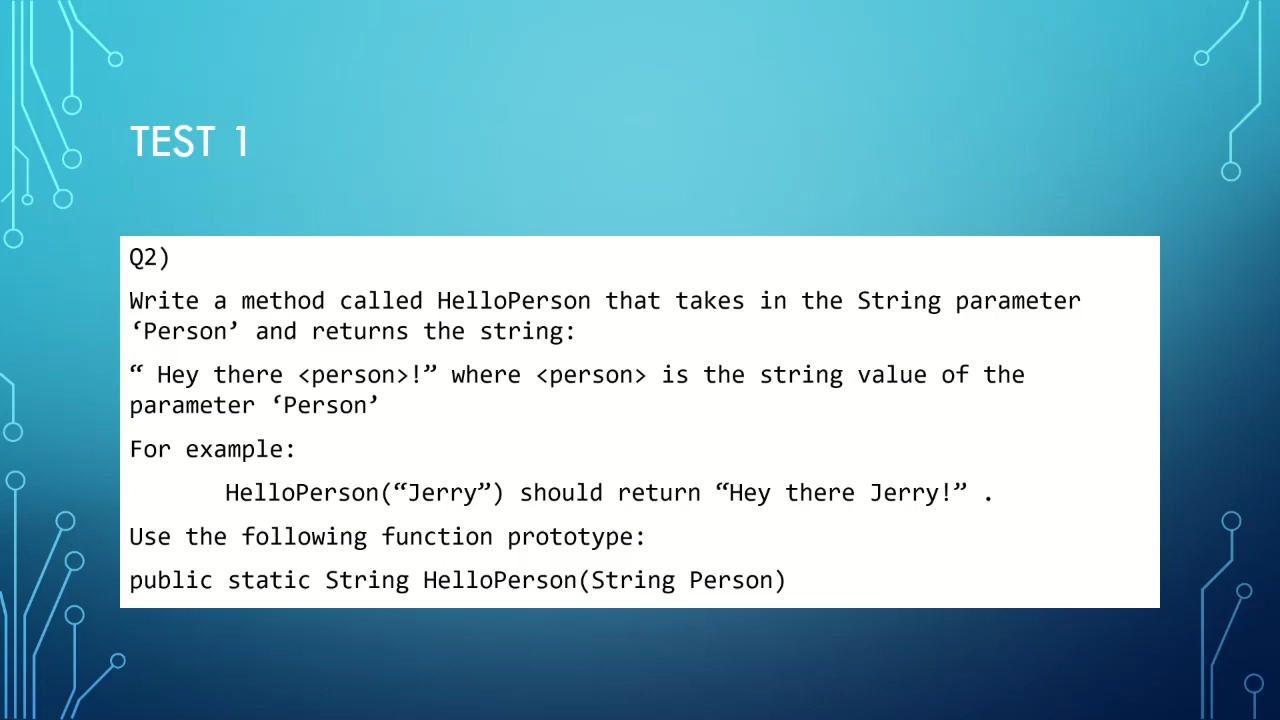 TEST 1
Q2)
Write a method called HelloPerson that takes in the String parameter
‘Person’ and returns the string:
“ Hey there <person>!” where <person> is the string value of the
parameter ‘Person’
For example:
HelloPerson(“Jerry”) should return “Hey there Jerry!” .
Use the following function prototype:
public static String HelloPerson(String Person)